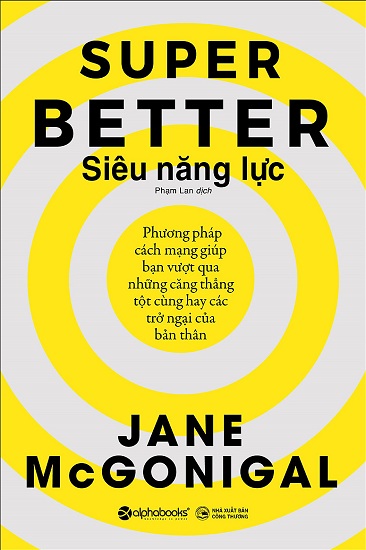 SUPER
BETTER
Siêu năng lực
Phạm Lan dịch
Phương pháp
cách mạng giúp
bạn vượt qua
những căng thẳng
tột cùng hay các
trở ngại của
bản thân
JANE
McGONIGAL
alphabooks
NHÀ XUẤT BẢN
CÔNG THƯƠNG